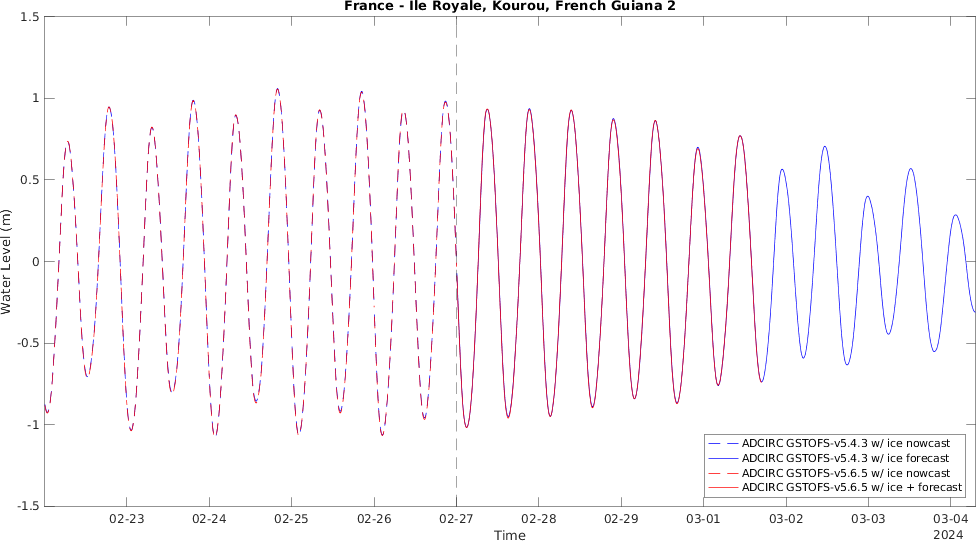 France - Ile Royale, Kourou, French Guiana 2
1.5
1
0.5
0
-0.5
-1
-1.5
Water Level (m)
02-23 02-24 02-25 02-26 02-27 02-28 02-29 03-01 03-02 03-03 03-04
2024
Time
ADCIRC GSTOFS-v5.4.3 w/ ice nowcast
ADCIRC GSTOFS-v5.4.3 w/ ice forecast
ADCIRC GSTOFS-v5.6.5 w/ ice nowcast
ADCIRC GSTOFS-v5.6.5 w/ ice + forecast